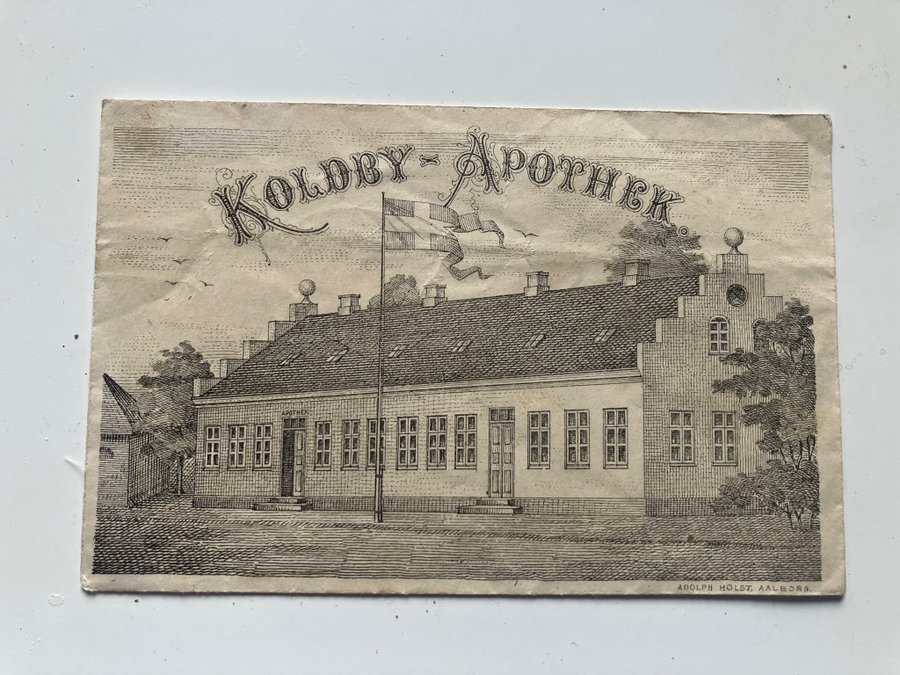 KOLDBY - APOTHEK
APOTHEK
ADOLPH HOLST, AALBORG.